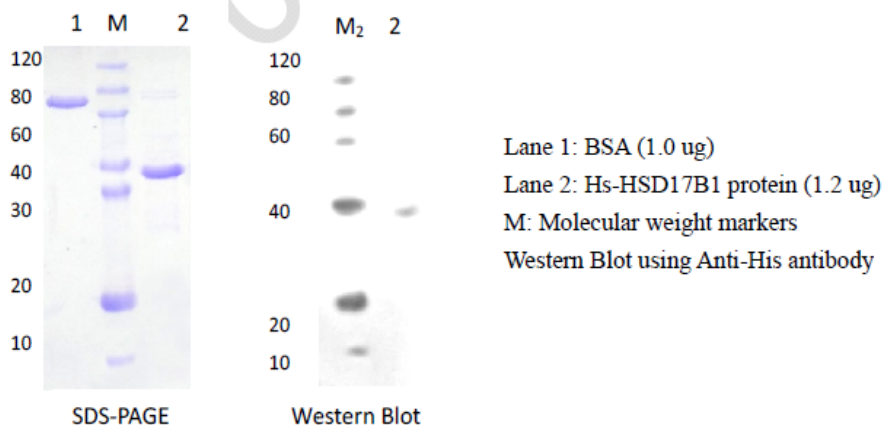 1 M 2
120
80
60
40
30
20
10
SDS-PAGE
M₂ 2
120
80
60
40
20
10
Western Blot
Lane 1: BSA (1.0 ug)
Lane 2: Hs-HSD17B1 protein (1.2 ug)
M: Molecular weight markers
Western Blot using Anti-His antibody